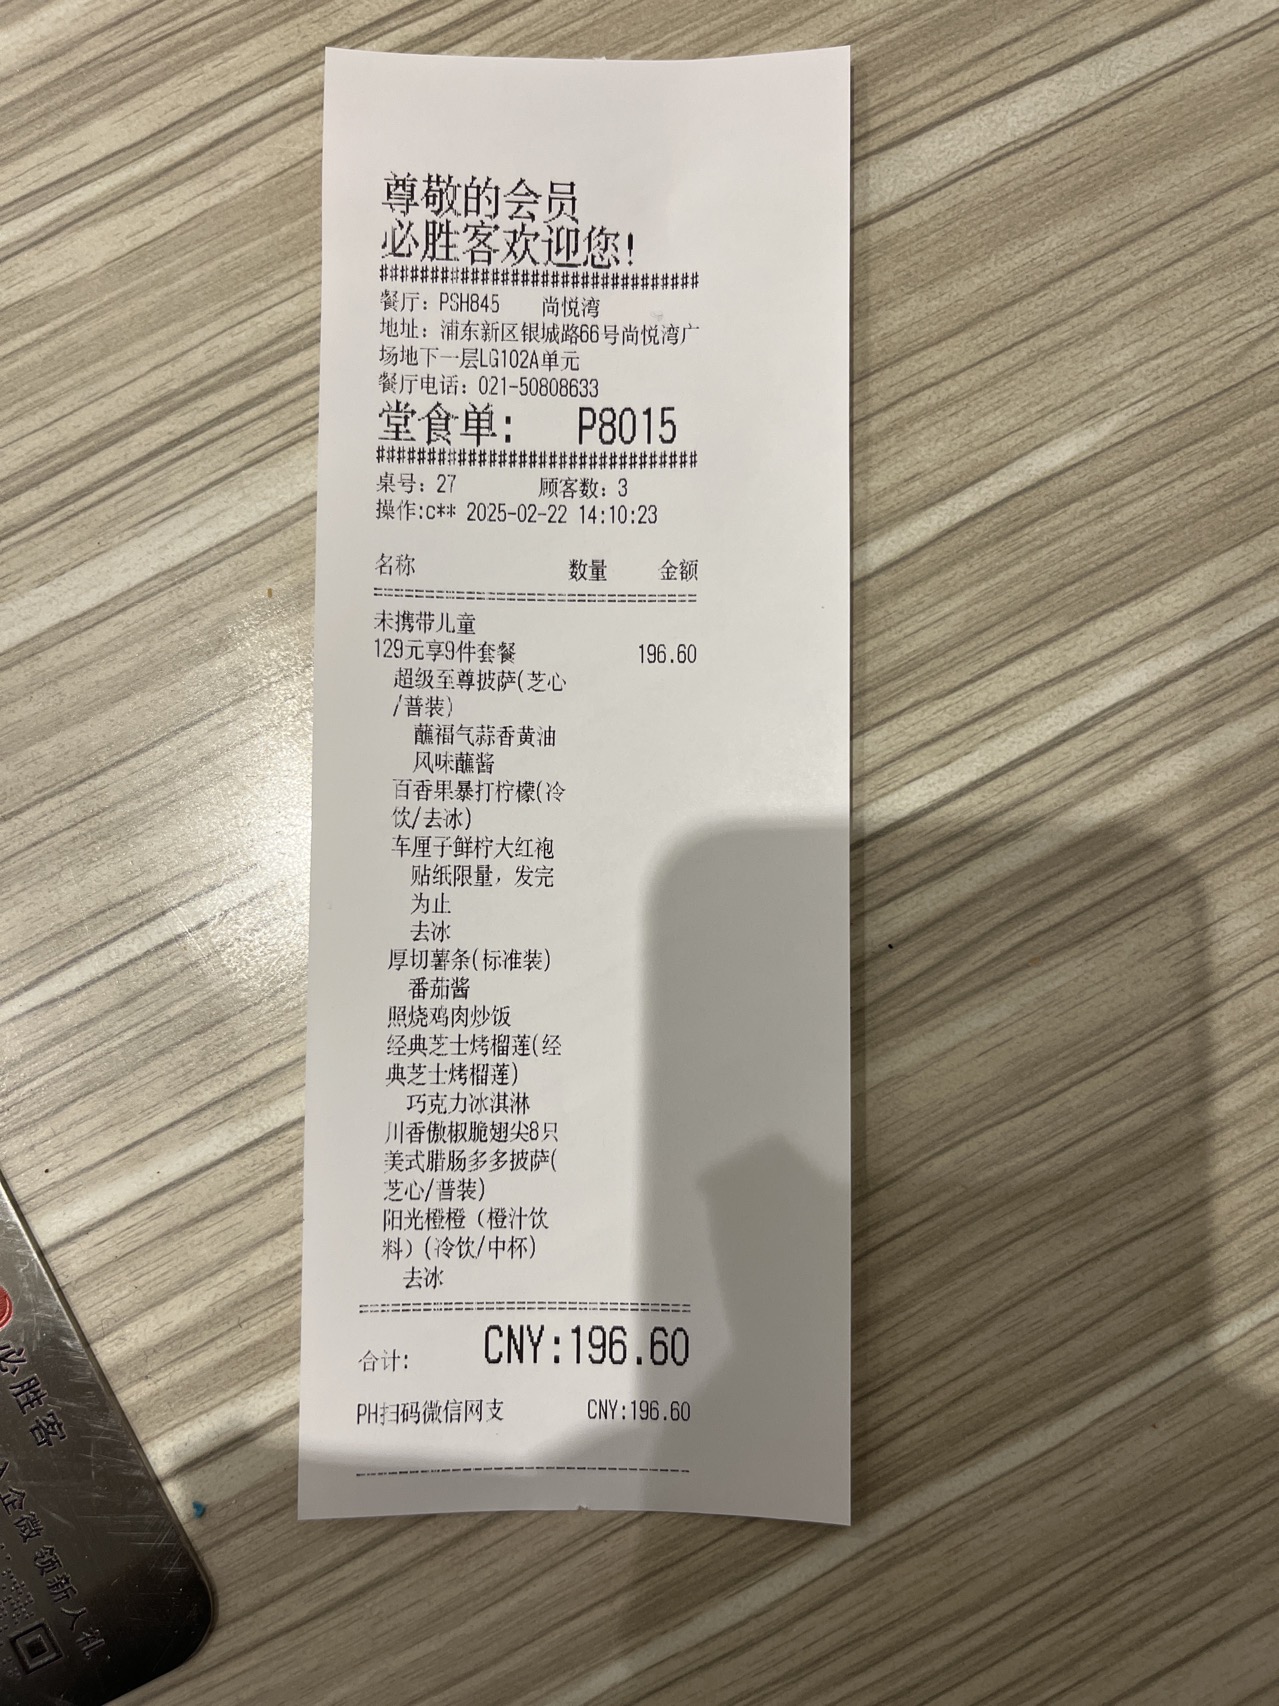 尊敬的会员
必胜客欢迎您!
################################
餐厅: PSH845 尚悦湾
地址: 浦东新区银城路66号尚悦湾广
场地下一层LG102A单元
餐厅电话: 021-50808633
堂食单: P8015
################################
桌号: 27 顾客数: 3
操作:c** 2025-02-22 14:10:23
名称 数量 金额
未携带儿童
129元享9件套餐 196.60
超级至尊披萨(芝心
/普装)
蘸福气蒜香黄油
风味蘸酱
百香果暴打柠檬(冷
饮/去冰)
车厘子鲜柠大红袍
贴纸限量，发完
为止
去冰
厚切薯条(标准装)
番茄酱
照烧鸡肉炒饭
经典芝士烤榴莲(经
典芝士烤榴莲)
巧克力冰淇淋
川香傲椒脆翅尖8只
美式腊肠多多披萨(
芝心/普装)
阳光橙橙（橙汁饮
料）(冷饮/中杯)
去冰
合计: CNY:196.60
PH扫码微信网支 CNY:196.60
必胜客
企微 领新人礼